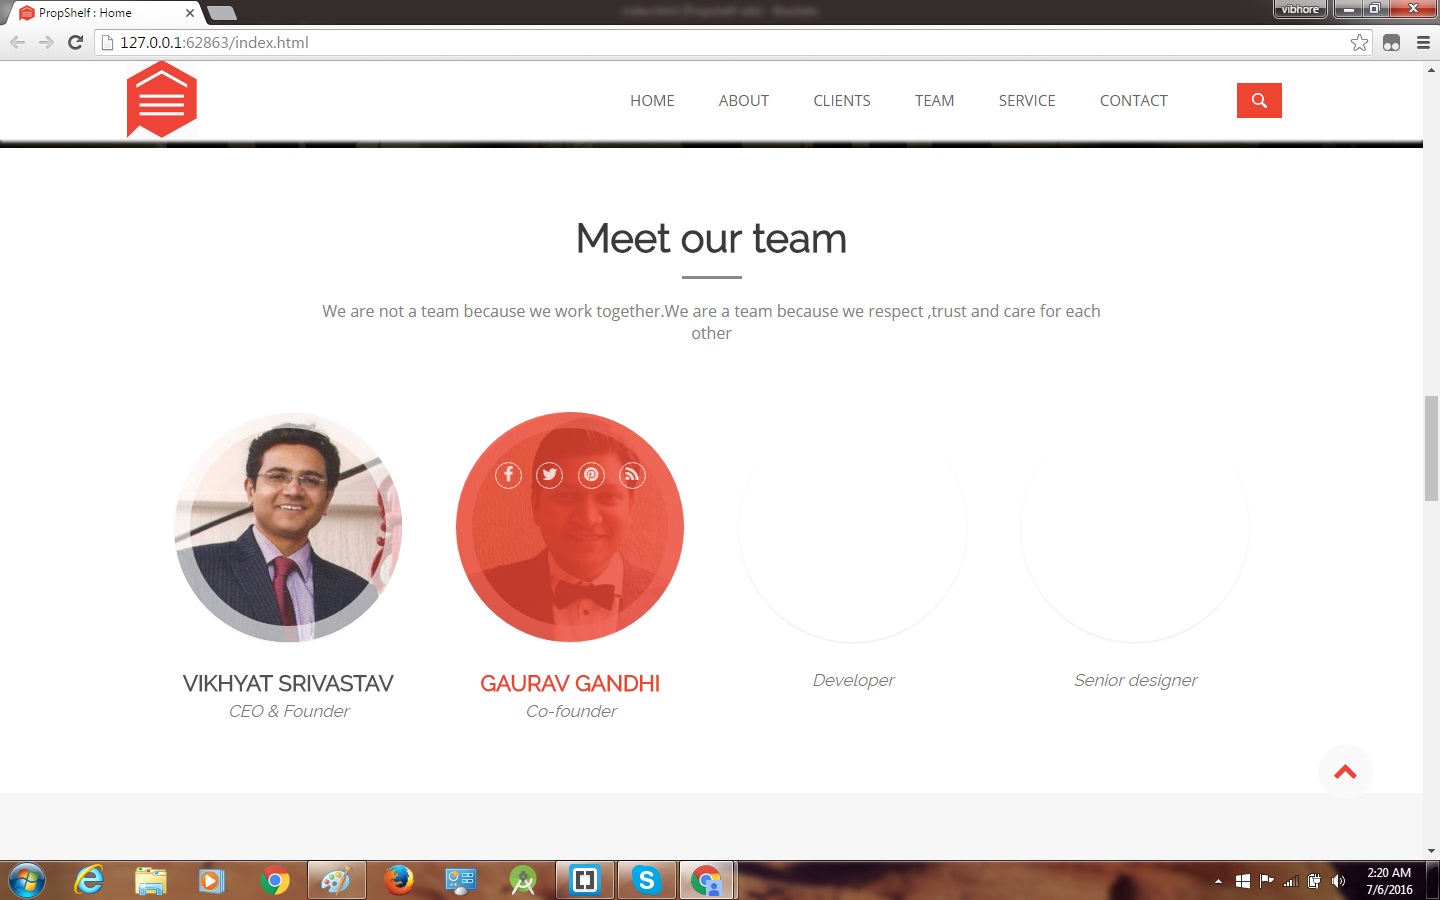 PropShelf : Home
vibhore
127.0.0.1:62863/index.html
HOME ABOUT CLIENTS TEAM SERVICE CONTACT
Meet our team
We are not a team because we work together.We are a team because we respect ,trust and care for each
other
VIKHYAT SRIVASTAV
CEO & Founder
GAURAV GANDHI
Co-founder
Developer
Senior designer
2:20 AM
7/6/2016